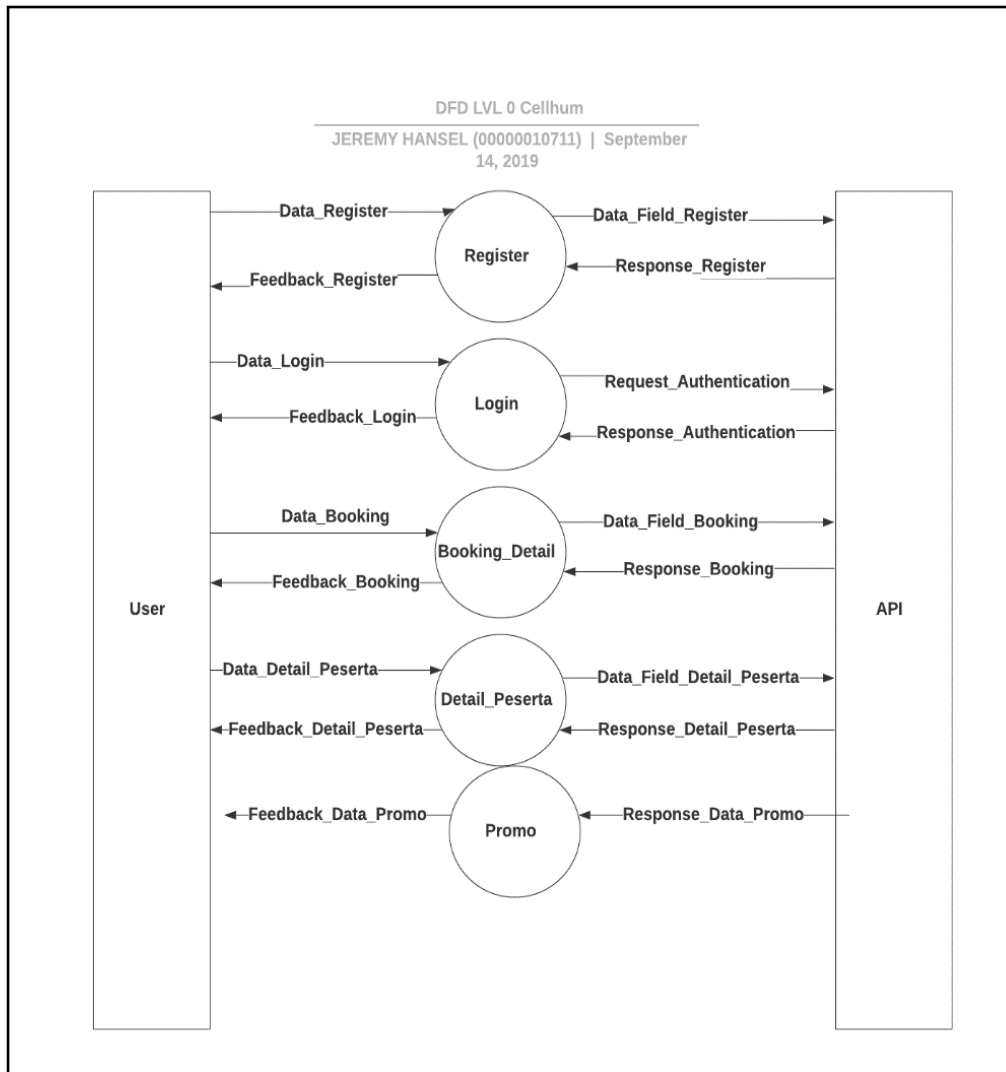 DFD LVL 0 Cellhum
JEREMY HANSEL (00000010711) | September
14, 2019
Data_Register
Data_Field_Register
Register
Feedback_Register
Response_Register
Data_Login
Request_Authentication
Login
Feedback_Login
Response_Authentication
Data_Booking
Data_Field_Booking
Booking_Detail
Feedback_Booking
Response_Booking
User
API
Data_Detail_Peserta
Data_Field_Detail_Peserta
Detail_Peserta
Feedback_Detail_Peserta
Response_Detail_Peserta
Feedback_Data_Promo
Response_Data_Promo
Promo